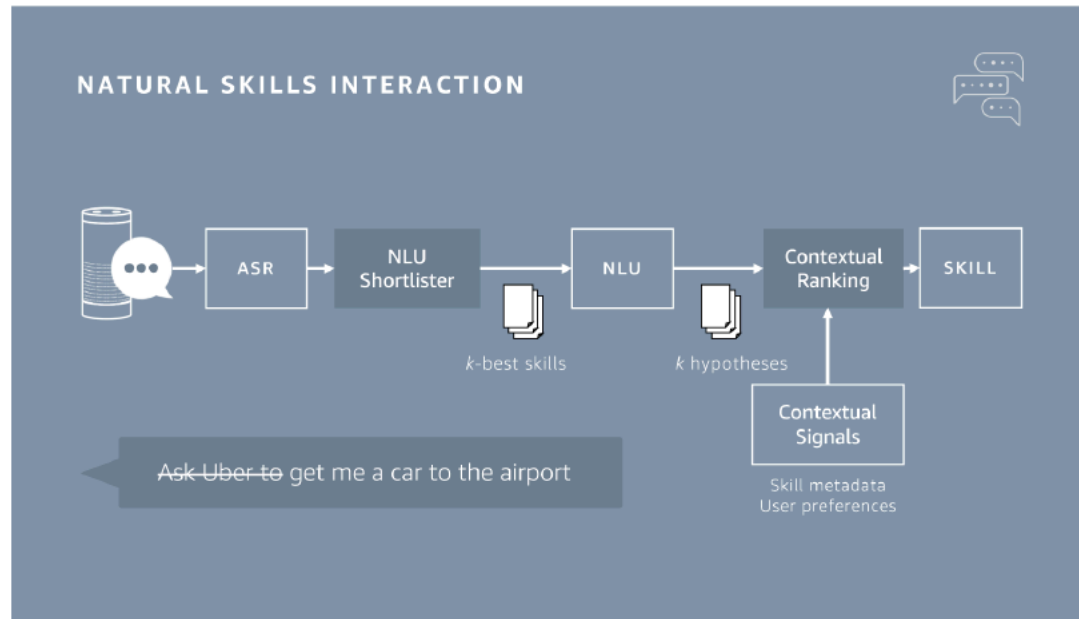 NATURAL SKILLS INTERACTION
ASR
NLU
Shortlister
NLU
Contextual
Ranking
SKILL
k-best skills
k hypotheses
Contextual
Signals
Skill metadata
User preferences
Ask Uber to get me a car to the airport